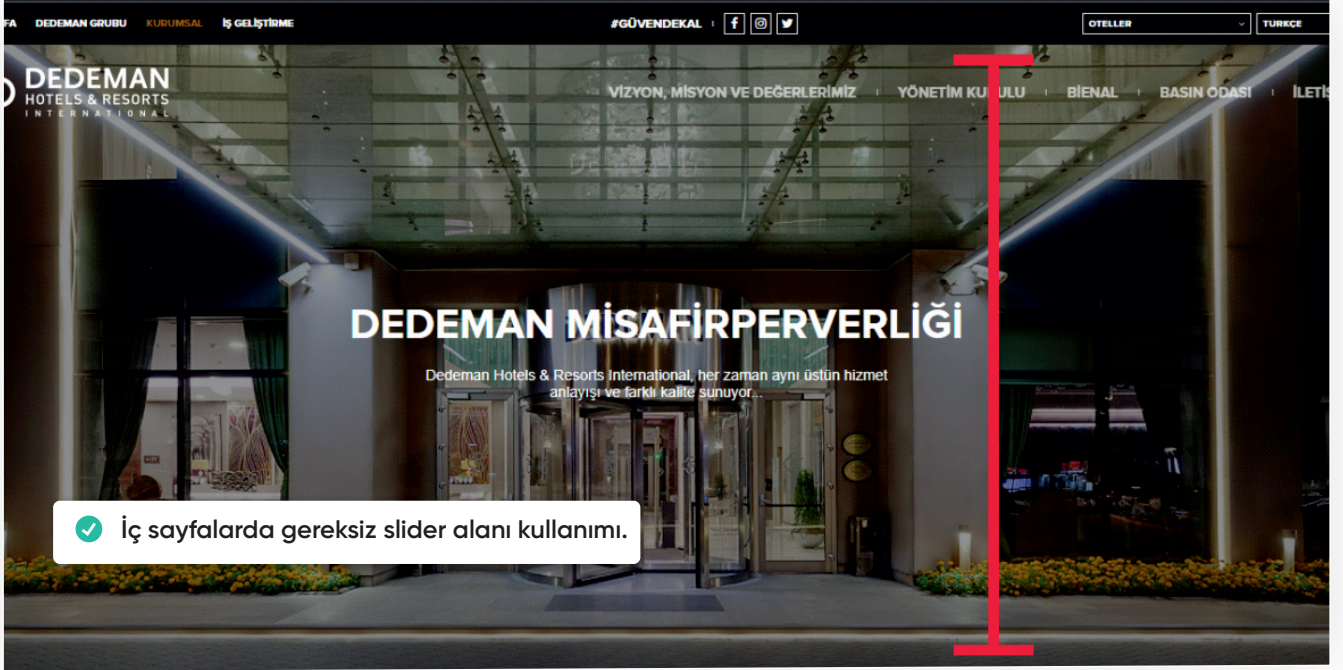 FA DEDEMAN GRUBU KURUMSAL İŞ GELİŞTİRME #GÜVENDEKAL OTELLER TÜRKÇE
DEDEMAN
HOTELS & RESORTS
INTERNATIONAL
VİZYON, MİSYON VE DEĞERLERİMİZ YÖNETİM KURULU BİENAL BASIN ODASI İLETİŞ
DEDEMAN MİSAFİRPERVERLİĞİ
Dedeman Hotels & Resorts International, her zaman aynı üstün hizmet
anlayışı ve farklı kalite sunuyor...
İç sayfalarda gereksiz slider alanı kullanımı.